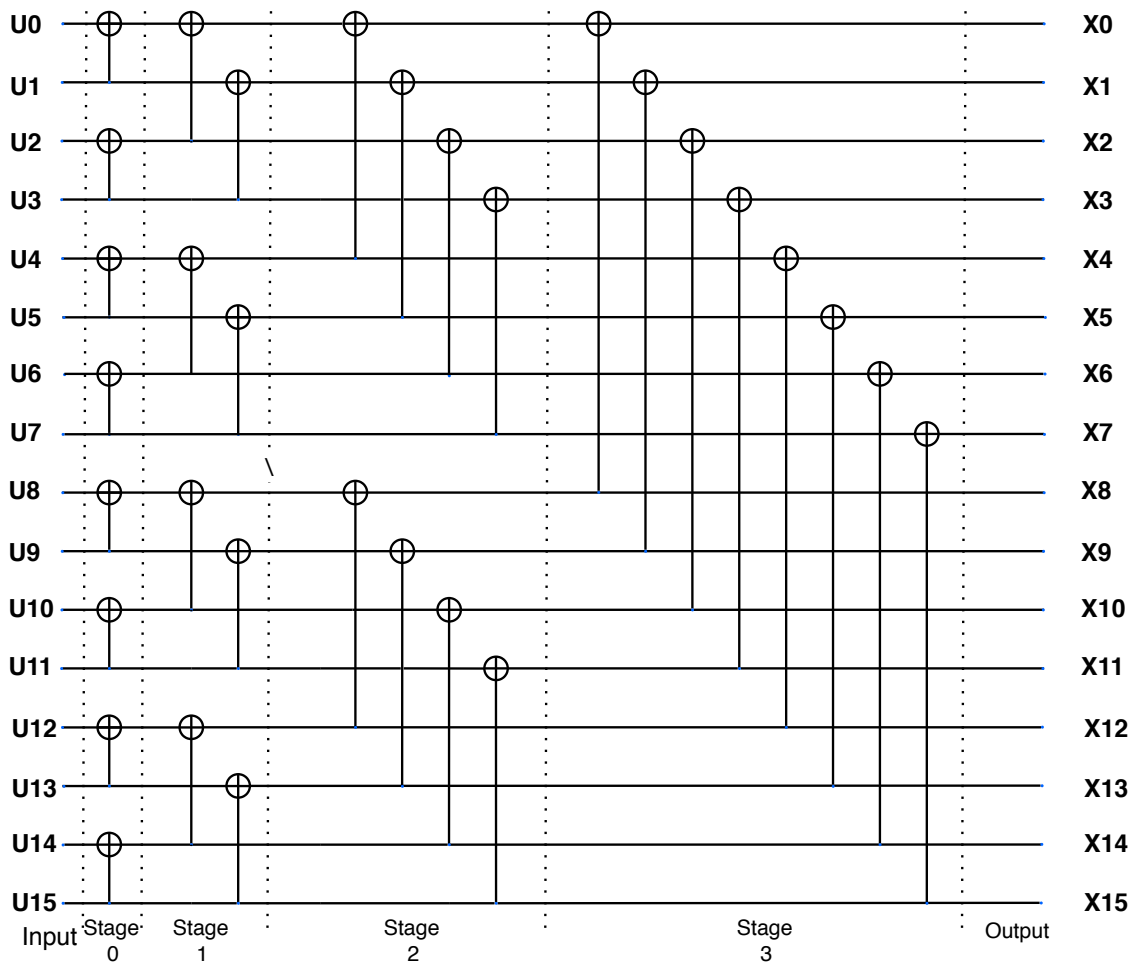 U0 X0
U1 X1
U2 X2
U3 X3
U4 X4
U5 X5
U6 X6
U7 X7
\
U8 X8
U9 X9
U10 X10
U11 X11
U12 X12
U13 X13
U14 X14
U15 X15
Input Stage 0 Stage 1 Stage 2 Stage 3 Output